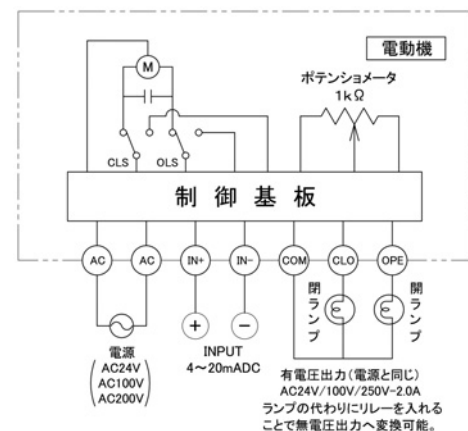 電動機
M
ポテンショメータ
1kΩ
CLS
OLS
制御基板
AC
AC
IN+
IN-
COM
CLO
OPE
閉ランプ
開ランプ
電源
AC24V
AC100V
AC200V
INPUT
4～20mADC
有電圧出力(電源と同じ)
AC24V/100V/250V-2.0A
ランプの代わりにリレーを入れる
ことで無電圧出力へ変換可能。